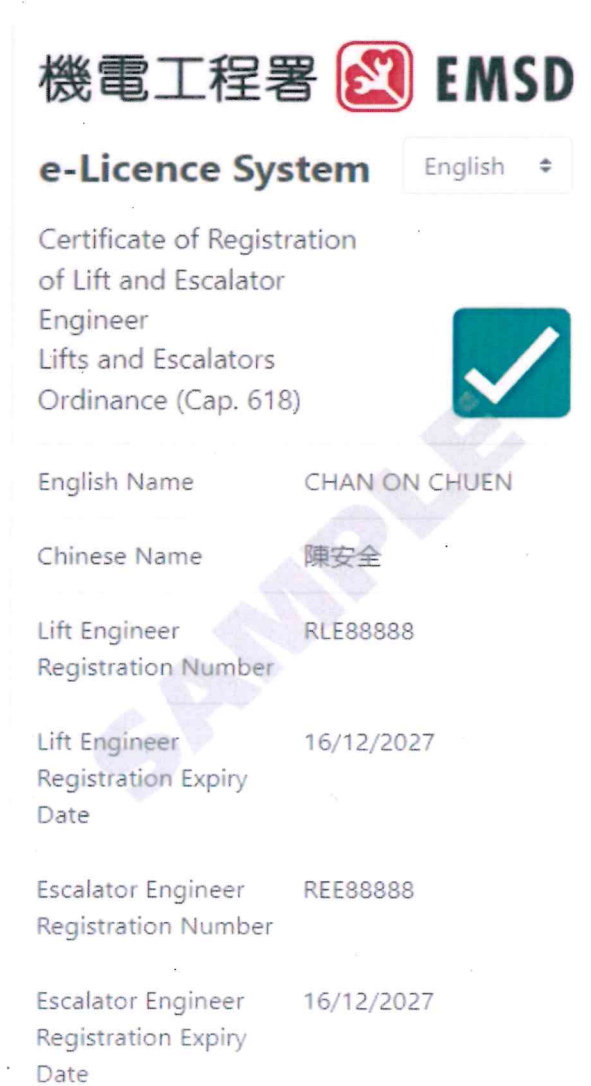 機電工程署 EMSD
e-Licence System English
Certificate of Registration
of Lift and Escalator
Engineer
Lifts and Escalators
Ordinance (Cap. 618)
English Name CHAN ON CHUEN
Chinese Name 陳安全
Lift Engineer RLE88888
Registration Number
Lift Engineer 16/12/2027
Registration Expiry
Date
Escalator Engineer REE88888
Registration Number
Escalator Engineer 16/12/2027
Registration Expiry
Date
SAMPLE